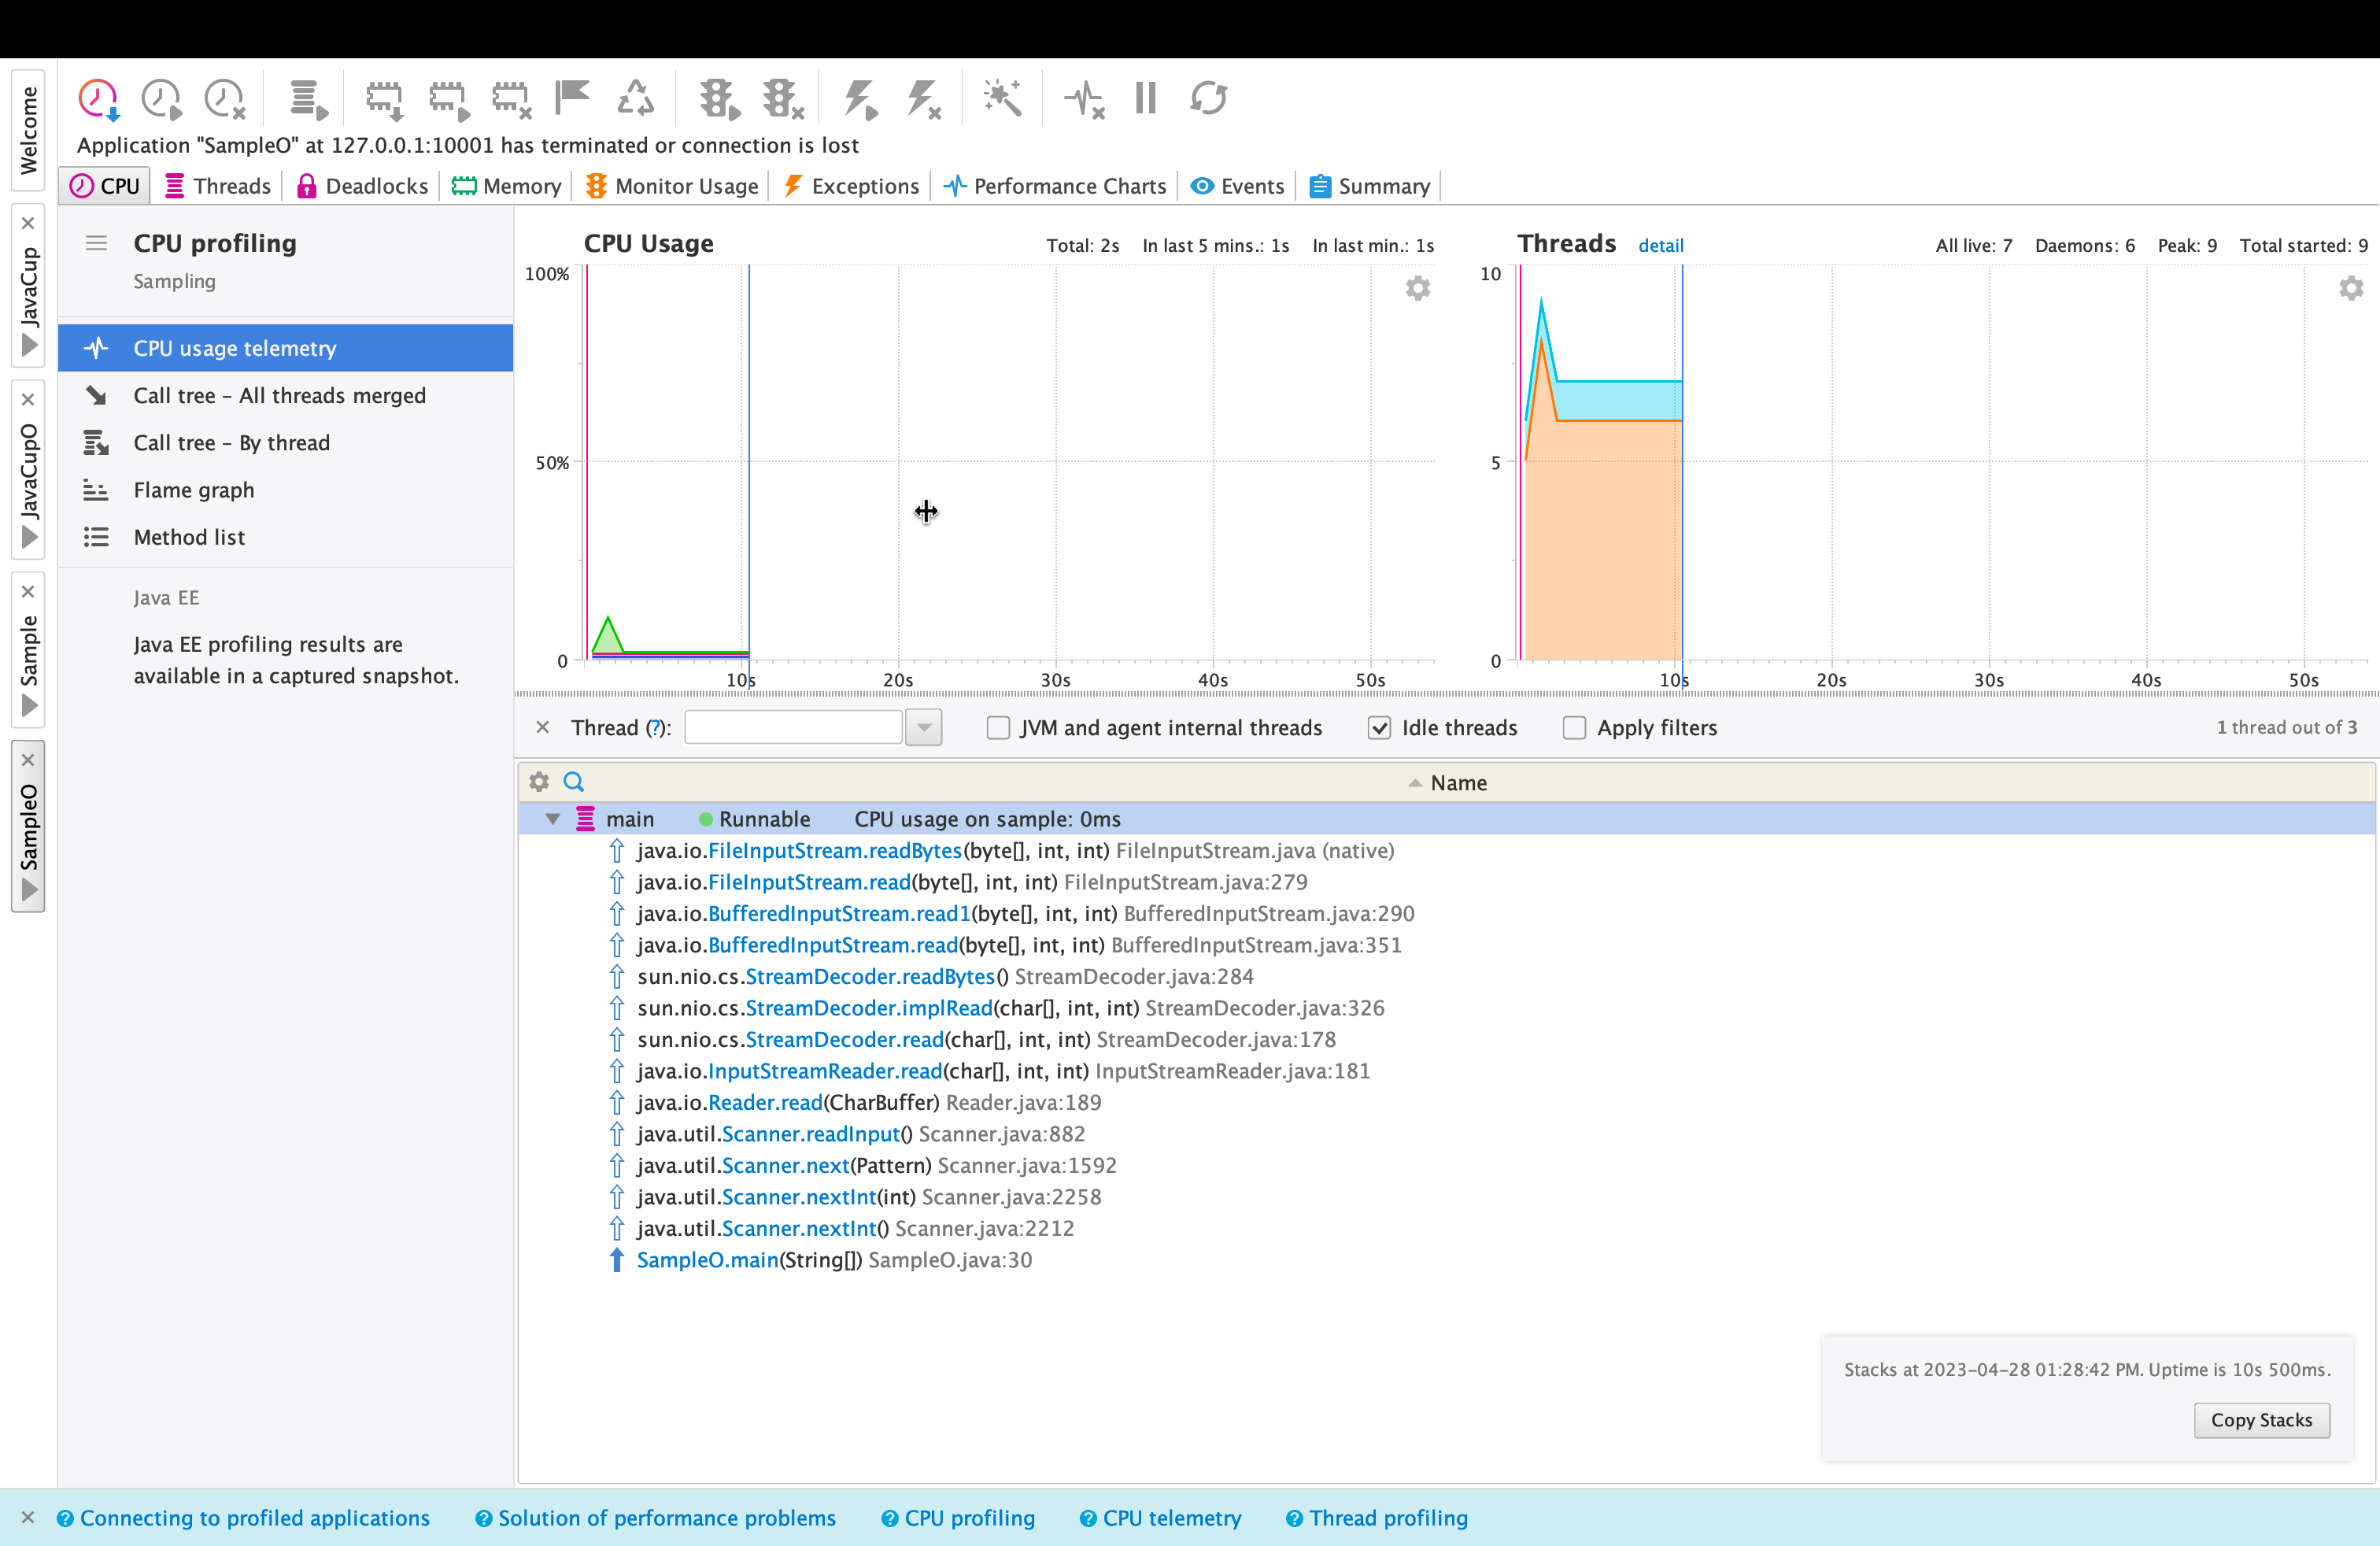 Application "SampleO" at 127.0.0.1:10001 has terminated or connection is lost
Welcome
JavaCup
JavaCupO
Sample
SampleO
CPU Threads Deadlocks Memory Monitor Usage Exceptions Performance Charts Events Summary
CPU profiling
Sampling
CPU usage telemetry
Call tree – All threads merged
Call tree – By thread
Flame graph
Method list
Java EE
Java EE profiling results are
available in a captured snapshot.
CPU Usage Total: 2s In last 5 mins.: 1s In last min.: 1s
100%
50%
0
10s 20s 30s 40s 50s
Threads detail All live: 7 Daemons: 6 Peak: 9 Total started: 9
10
5
0
10s 20s 30s 40s 50s
Thread (?): JVM and agent internal threads Idle threads Apply filters 1 thread out of 3
Name
main Runnable CPU usage on sample: 0ms
java.io.FileInputStream.readBytes(byte[], int, int) FileInputStream.java (native)
java.io.FileInputStream.read(byte[], int, int) FileInputStream.java:279
java.io.BufferedInputStream.read1(byte[], int, int) BufferedInputStream.java:290
java.io.BufferedInputStream.read(byte[], int, int) BufferedInputStream.java:351
sun.nio.cs.StreamDecoder.readBytes() StreamDecoder.java:284
sun.nio.cs.StreamDecoder.implRead(char[], int, int) StreamDecoder.java:326
sun.nio.cs.StreamDecoder.read(char[], int, int) StreamDecoder.java:178
java.io.InputStreamReader.read(char[], int, int) InputStreamReader.java:181
java.io.Reader.read(CharBuffer) Reader.java:189
java.util.Scanner.readInput() Scanner.java:882
java.util.Scanner.next(Pattern) Scanner.java:1592
java.util.Scanner.nextInt(int) Scanner.java:2258
java.util.Scanner.nextInt() Scanner.java:2212
SampleO.main(String[]) SampleO.java:30
Stacks at 2023-04-28 01:28:42 PM. Uptime is 10s 500ms.
Copy Stacks
Connecting to profiled applications Solution of performance problems CPU profiling CPU telemetry Thread profiling